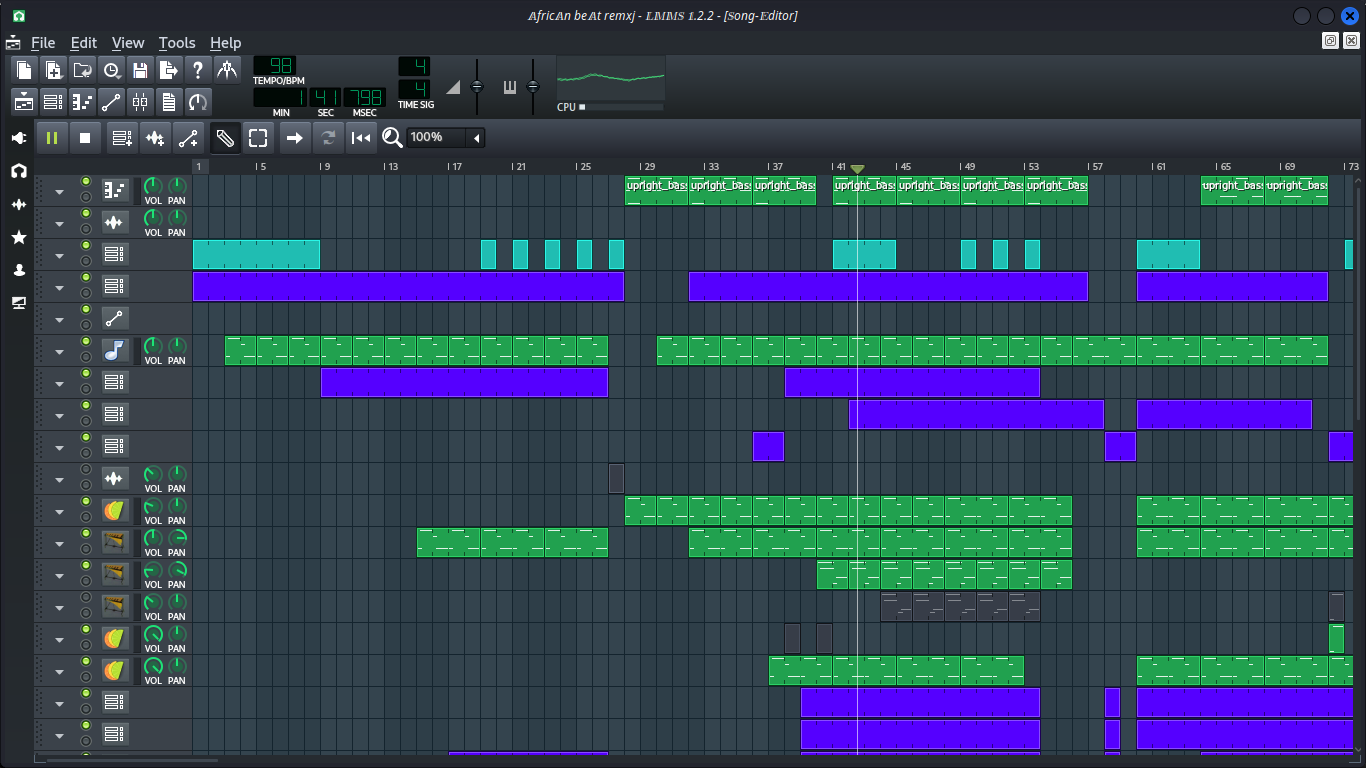 AfricAn beAt remxj - LMMS 1.2.2 - [Song-Editor]
File Edit View Tools Help
98
TEMPO/BPM
1 41 798
MIN SEC MSEC
4
4
TIME SIG
CPU
100%
1 5 9 13 17 21 25 29 33 37 41 45 49 53 57 61 65 69 73
VOL PAN
upright_bass upright_bass upright_bass upright_bass upright_bass upright_bass upright_bass upright_bass upright_bass
VOL PAN
VOL PAN
VOL PAN
VOL PAN
VOL PAN
VOL PAN
VOL PAN
VOL PAN
VOL PAN